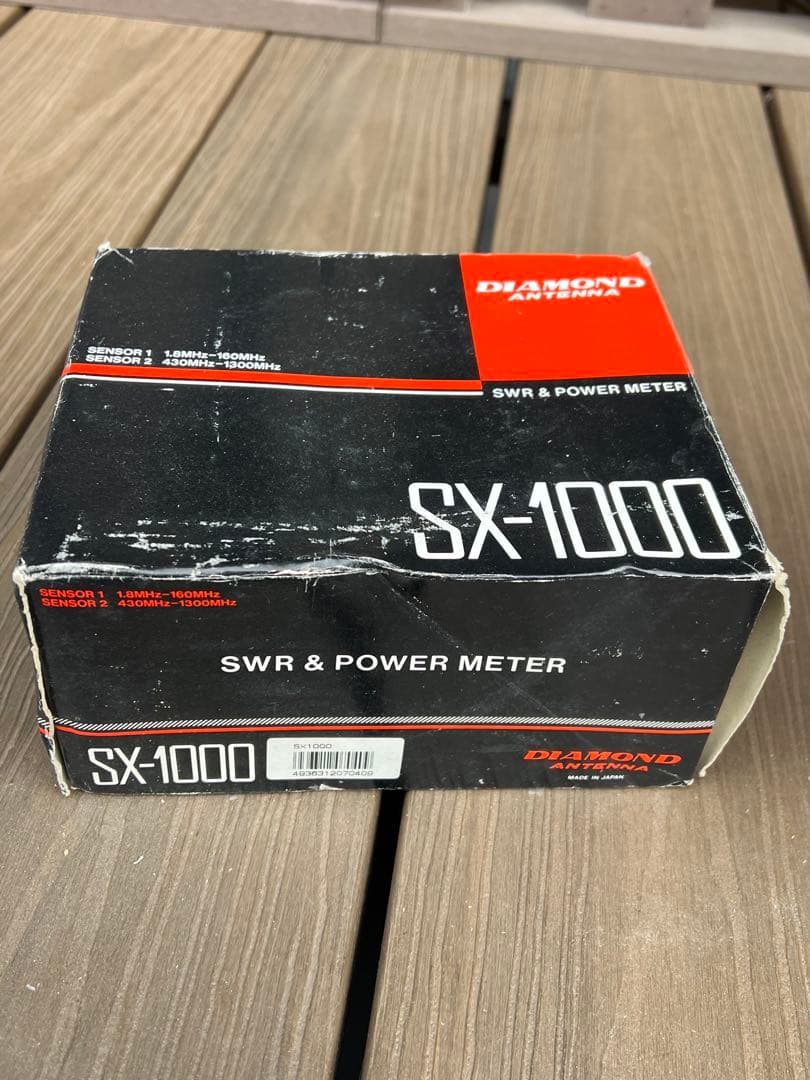 DIAMOND
ANTENNA
SENSOR 1 1.8MHz-160MHz
SENSOR 2 430MHz-1300MHz
SWR & POWER METER
SX-1000
SENSOR 1 1.8MHz-160MHz
SENSOR 2 430MHz-1300MHz
SWR & POWER METER
SX-1000
SX1000
4936312070409
DIAMOND
ANTENNA
MADE IN JAPAN